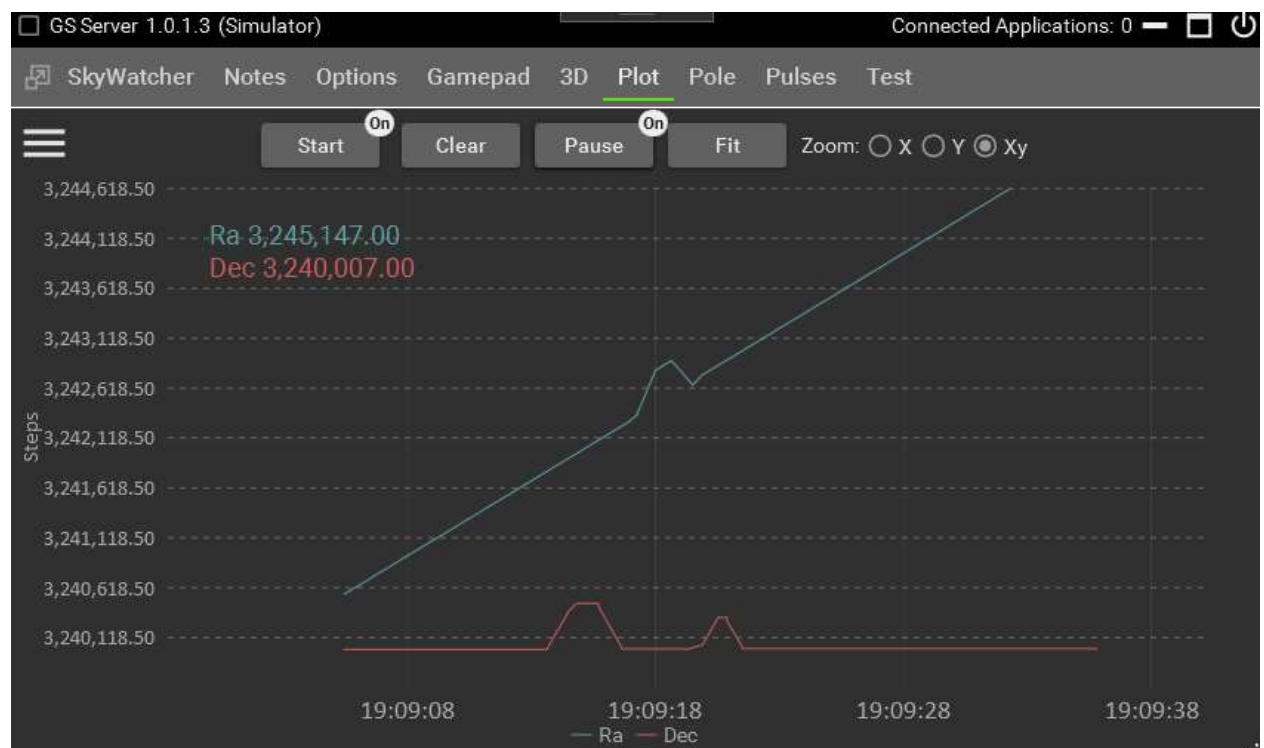 GS Server 1.0.1.3 (Simulator) Connected Applications: 0
SkyWatcher Notes Options Gamepad 3D Plot Pole Pulses Test
Start On Clear Pause On Fit Zoom: X Y Xy
3,244,618.50
3,244,118.50
Ra 3,245,147.00
Dec 3,240,007.00
3,243,618.50
3,243,118.50
3,242,618.50
Steps
3,242,118.50
3,241,618.50
3,241,118.50
3,240,618.50
3,240,118.50
19:09:08 19:09:18 19:09:28 19:09:38
Ra Dec